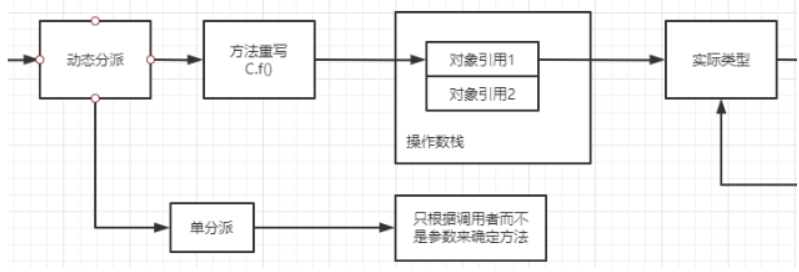 动态分派
方法重写
C.f()
对象引用1
对象引用2
操作数栈
实际类型
单分派
只根据调用者而不
是参数来确定方法